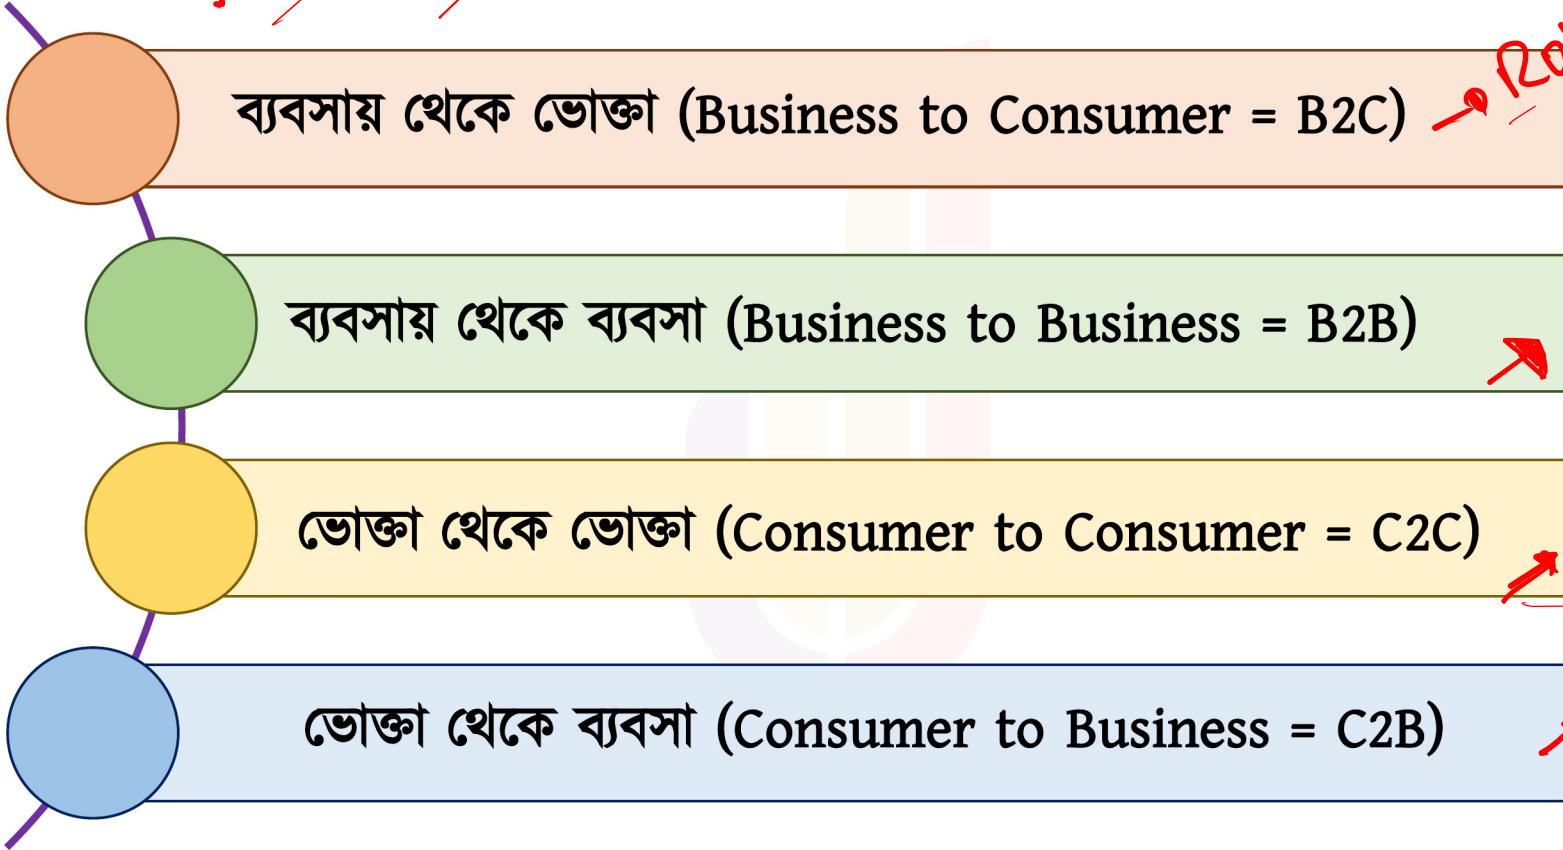 ব্যবসায় থেকে ভোক্তা (Business to Consumer = B2C)
ব্যবসায় থেকে ব্যবসা (Business to Business = B2B)
ভোক্তা থেকে ভোক্তা (Consumer to Consumer = C2C)
ভোক্তা থেকে ব্যবসা (Consumer to Business = C2B)